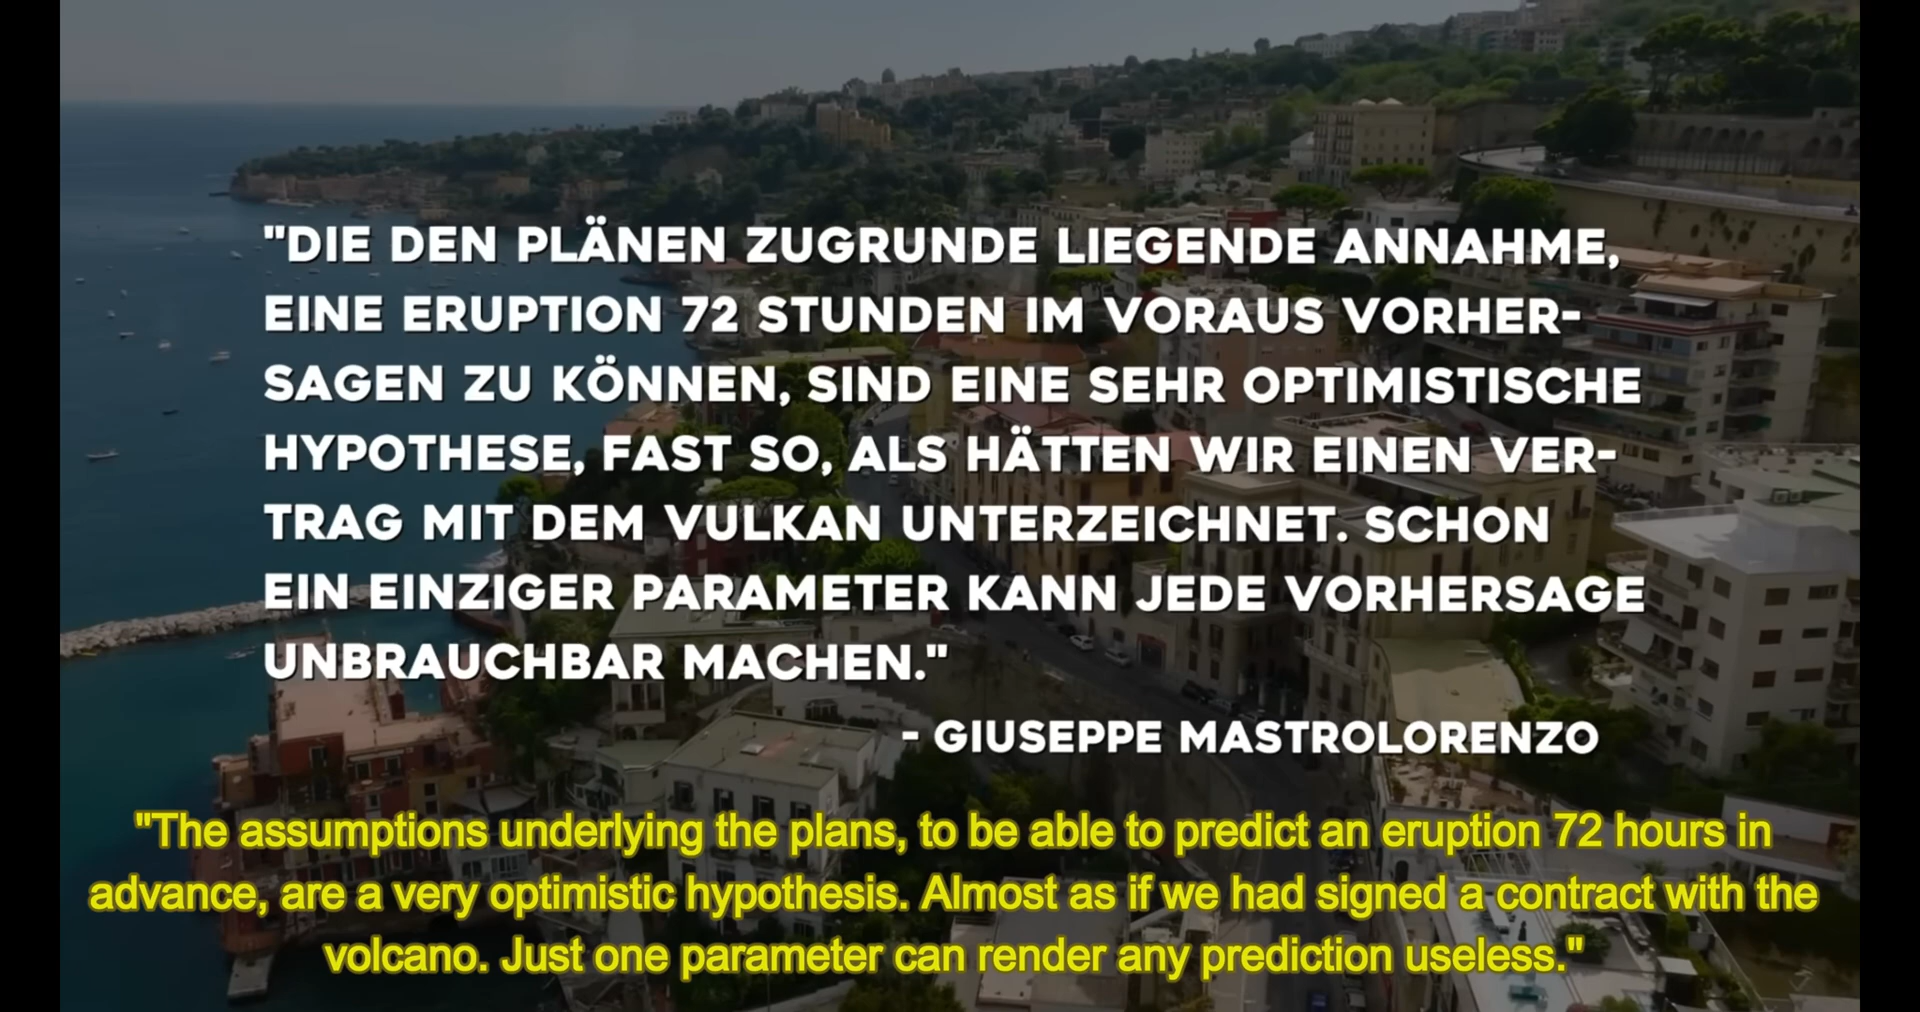 "DIE DEN PLÄNEN ZUGRUNDE LIEGENDE ANNAHME,
EINE ERUPTION 72 STUNDEN IM VORAUS VORHER-
SAGEN ZU KÖNNEN, SIND EINE SEHR OPTIMISTISCHE
HYPOTHESE, FAST SO, ALS HÄTTEN WIR EINEN VER-
TRAG MIT DEM VULKAN UNTERZEICHNET. SCHON
EIN EINZIGER PARAMETER KANN JEDE VORHERSAGE
UNBRAUCHBAR MACHEN."
- GIUSEPPE MASTROLORENZO
"The assumptions underlying the plans, to be able to predict an eruption 72 hours in
advance, are a very optimistic hypothesis. Almost as if we had signed a contract with the
volcano. Just one parameter can render any prediction useless."